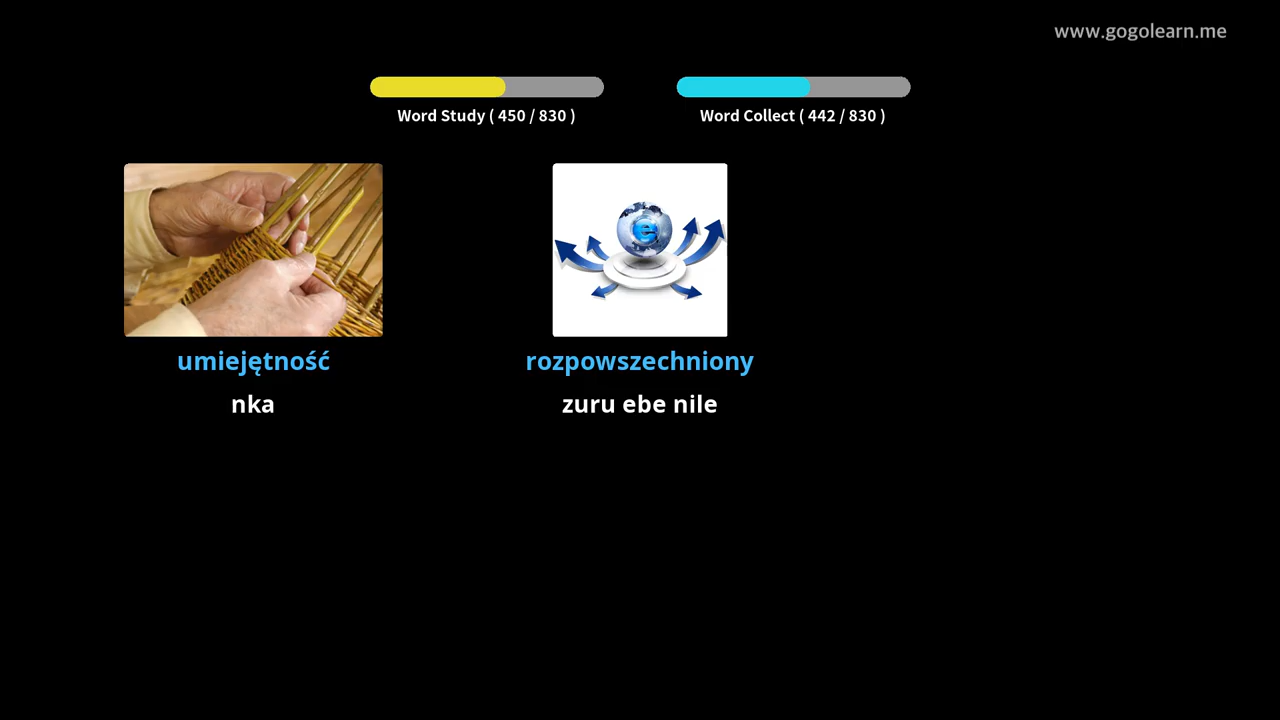 www.gogolearn.me
Word Study ( 450 / 830 )
Word Collect ( 442 / 830 )
e
umiejętność
rozpowszechniony
nka
zuru ebe nile